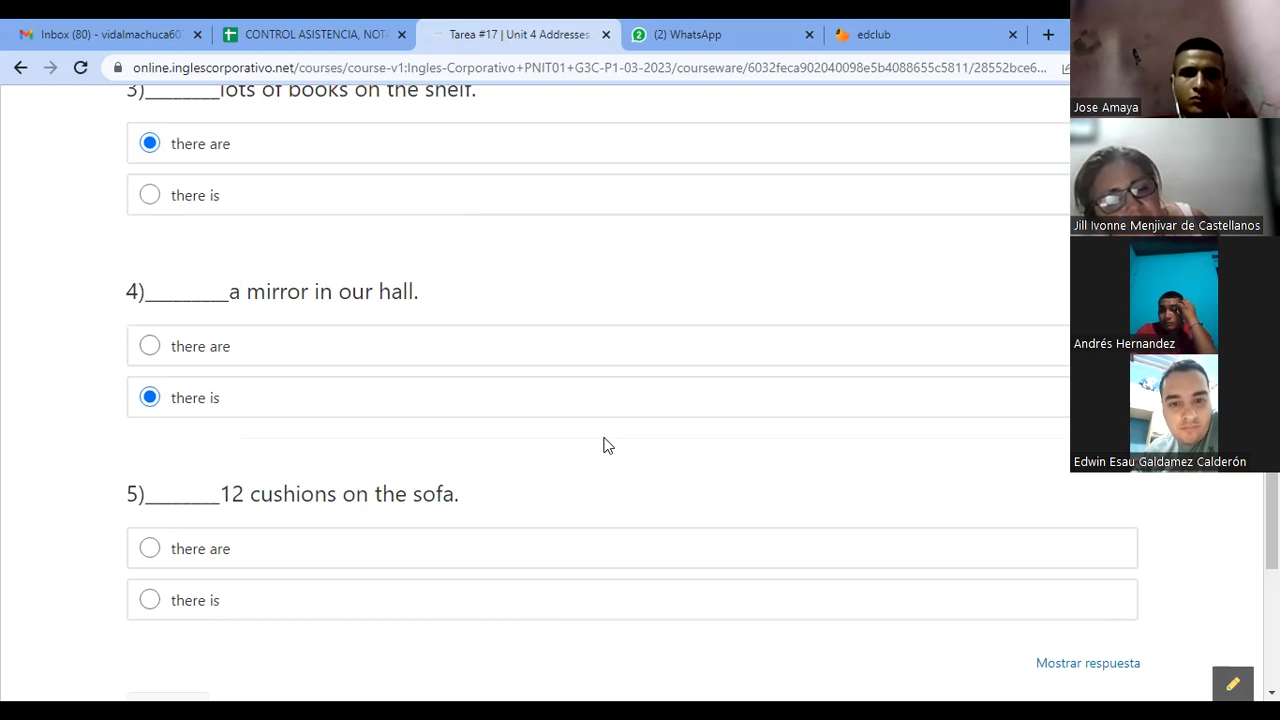 Inbox (80) - vidalmachuca60
CONTROL ASISTENCIA, NOT
Tarea #17 | Unit 4 Addresses
2
(2) WhatsApp
edclub
online.inglescorporativo.net/courses/course-v1:Ingles-Corporativo+PNIT01+G3C-P1-03-2023/courseware/6032feca902040098e5b4088655c5811/28552bce6...
3)________lots of books on the shelf.
there are
there is
4)_________a mirror in our hall.
there are
there is
5)________12 cushions on the sofa.
there are
there is
Mostrar respuesta
Jose Amaya
Jill Ivonne Menjivar de Castellanos
Andrés Hernandez
Edwin Esau Galdamez Calderón